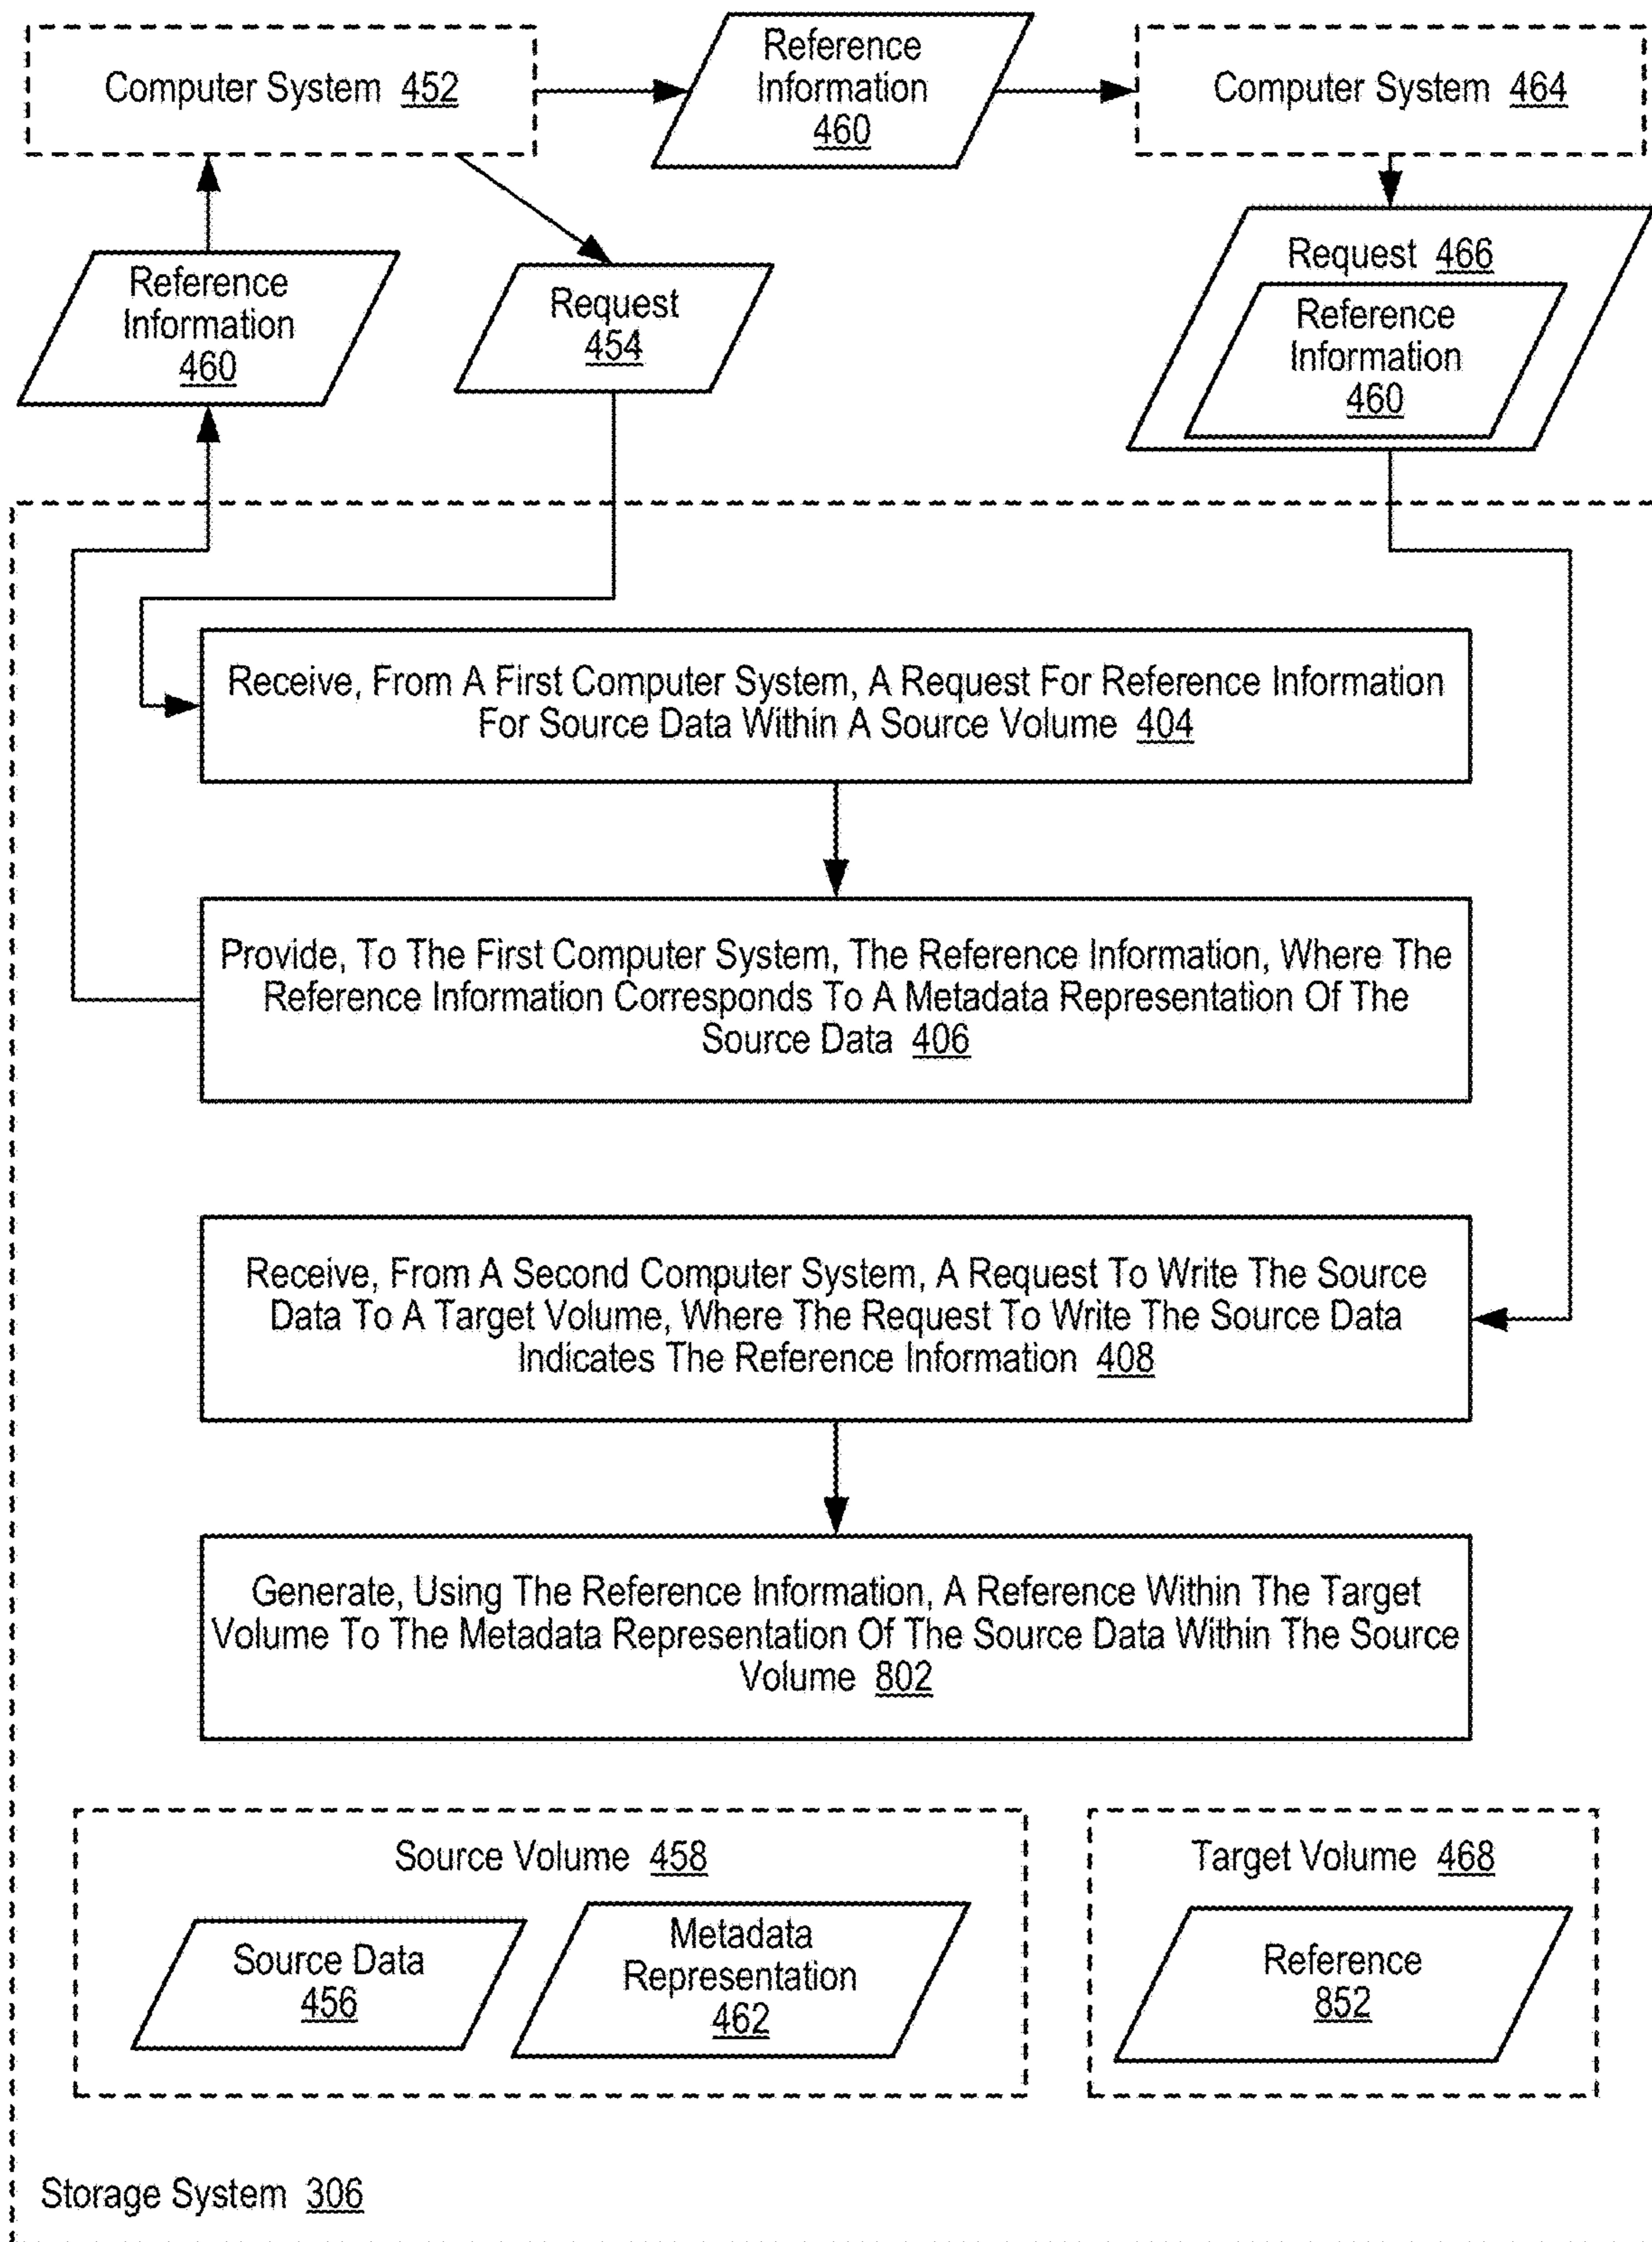 Computer System 452
Reference
Information
460
Computer System 464
Reference
Information
460
Request
454
Request 466
Reference
Information
460
Receive, From A First Computer System, A Request For Reference Information
For Source Data Within A Source Volume 404
Provide, To The First Computer System, The Reference Information, Where The
Reference Information Corresponds To A Metadata Representation Of The
Source Data 406
Receive, From A Second Computer System, A Request To Write The Source
Data To A Target Volume, Where The Request To Write The Source Data
Indicates The Reference Information 408
Generate, Using The Reference Information, A Reference Within The Target
Volume To The Metadata Representation Of The Source Data Within The Source
Volume 802
Source Volume 458
Source Data
456
Metadata
Representation
462
Target Volume 468
Reference
852
Storage System 306